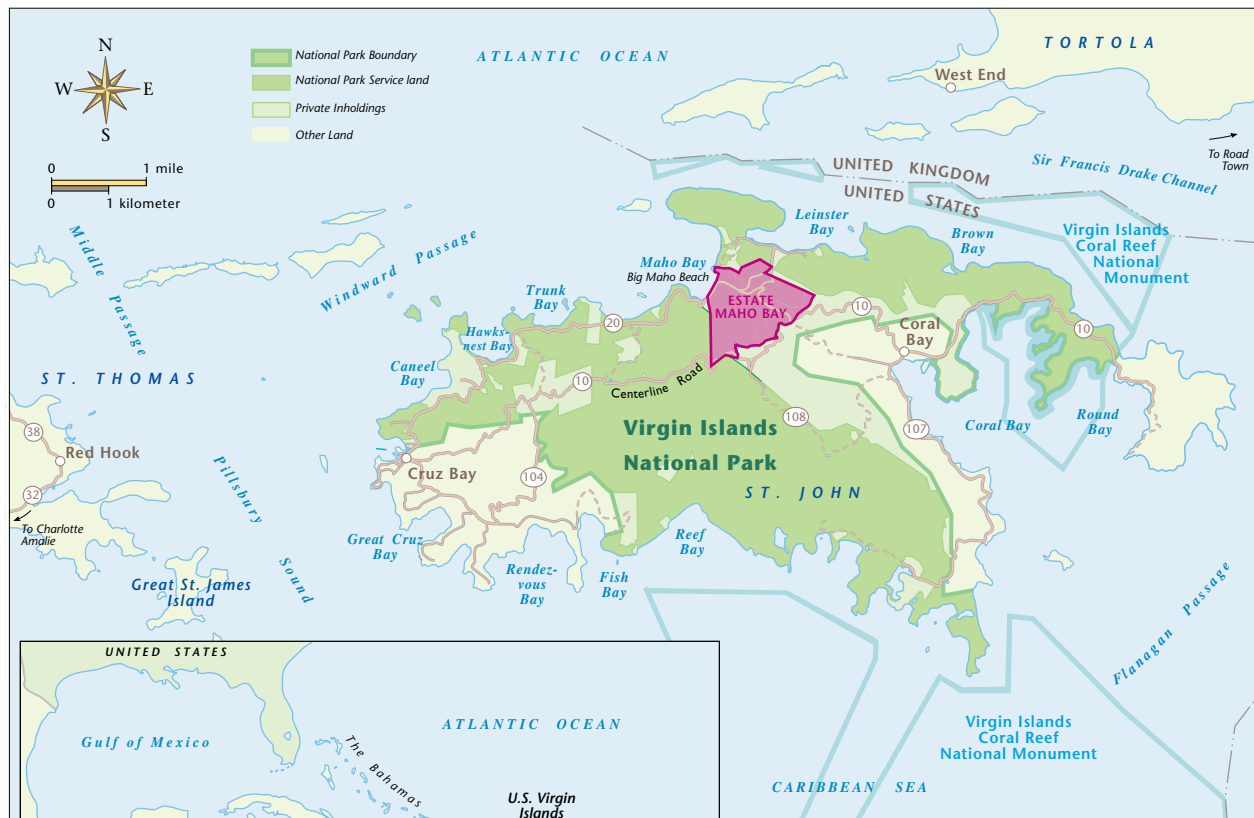 N
W E
S
0 1 mile
0 1 kilometer
National Park Boundary
National Park Service land
Private Inholdings
Other Land
ATLANTIC OCEAN
TORTOLA
West End
To Road
Town
Sir Francis Drake Channel
UNITED KINGDOM
UNITED STATES
Virgin Islands
Coral Reef
National
Monument
Leinster
Bay
Brown
Bay
Maho Bay
Big Maho Beach
ESTATE
MAHO BAY
Middle Passage
Windward Passage
Trunk
Bay
Hawks-
nest Bay
Caneel
Bay
20
10
10
10
Centerline Road
Coral
Bay
ST. THOMAS
38
Red Hook
32
To Charlotte
Amalie
Pillsbury Sound
Cruz Bay
104
108
107
Virgin Islands
National Park
ST. JOHN
Coral Bay
Round
Bay
Great Cruz
Bay
Rendez-
vous
Bay
Fish
Bay
Reef
Bay
Great St. James
Island
Flanagan Passage
Virgin Islands
Coral Reef
National Monument
CARIBBEAN SEA
UNITED STATES
Gulf of Mexico
ATLANTIC OCEAN
The Bahamas
U.S. Virgin
Islands